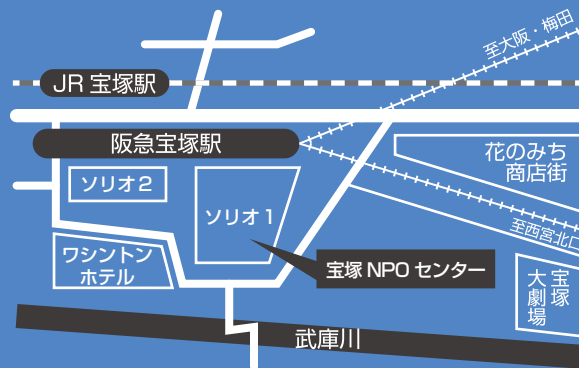 至大阪・梅田
JR 宝塚駅
阪急宝塚駅
花のみち
商店街
ソリオ2
ソリオ1
至西宮北口
ワシントン
ホテル
宝塚 NPO センター
宝塚
大劇場
武庫川